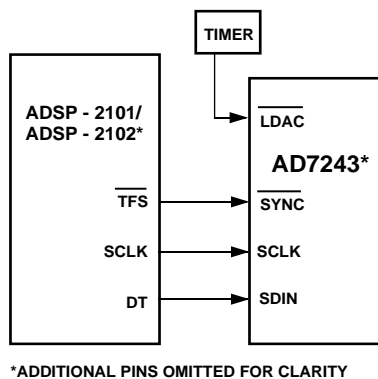 TIMER
ADSP - 2101/
ADSP - 2102*
TFS
SCLK
DT
LDAC
AD7243*
SYNC
SCLK
SDIN
*ADDITIONAL PINS OMITTED FOR CLARITY